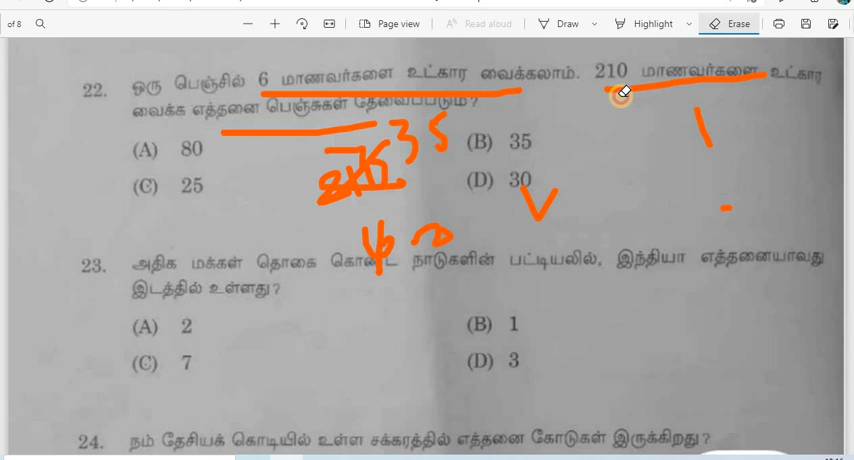 of 8 Page view Read aloud Draw Highlight Erase
22. ஒரு பெஞ்சில் 6 மாணவர்களை உட்கார வைக்கலாம். 210 மாணவர்களை உட்கார
வைக்க எத்தனை பெஞ்சுகள் தேவைப்படும்?
(A) 80 (B) 35
35
(C) 25 (D) 30
23. அதிக மக்கள் தொகை கொண்ட நாடுகளின் பட்டியலில், இந்தியா எத்தனையாவது
இடத்தில் உள்ளது?
(A) 2 (B) 1
(C) 7 (D) 3
24. நம் தேசியக் கொடியில் உள்ள சக்கரத்தில் எத்தனை கோடுகள் இருக்கிறது?